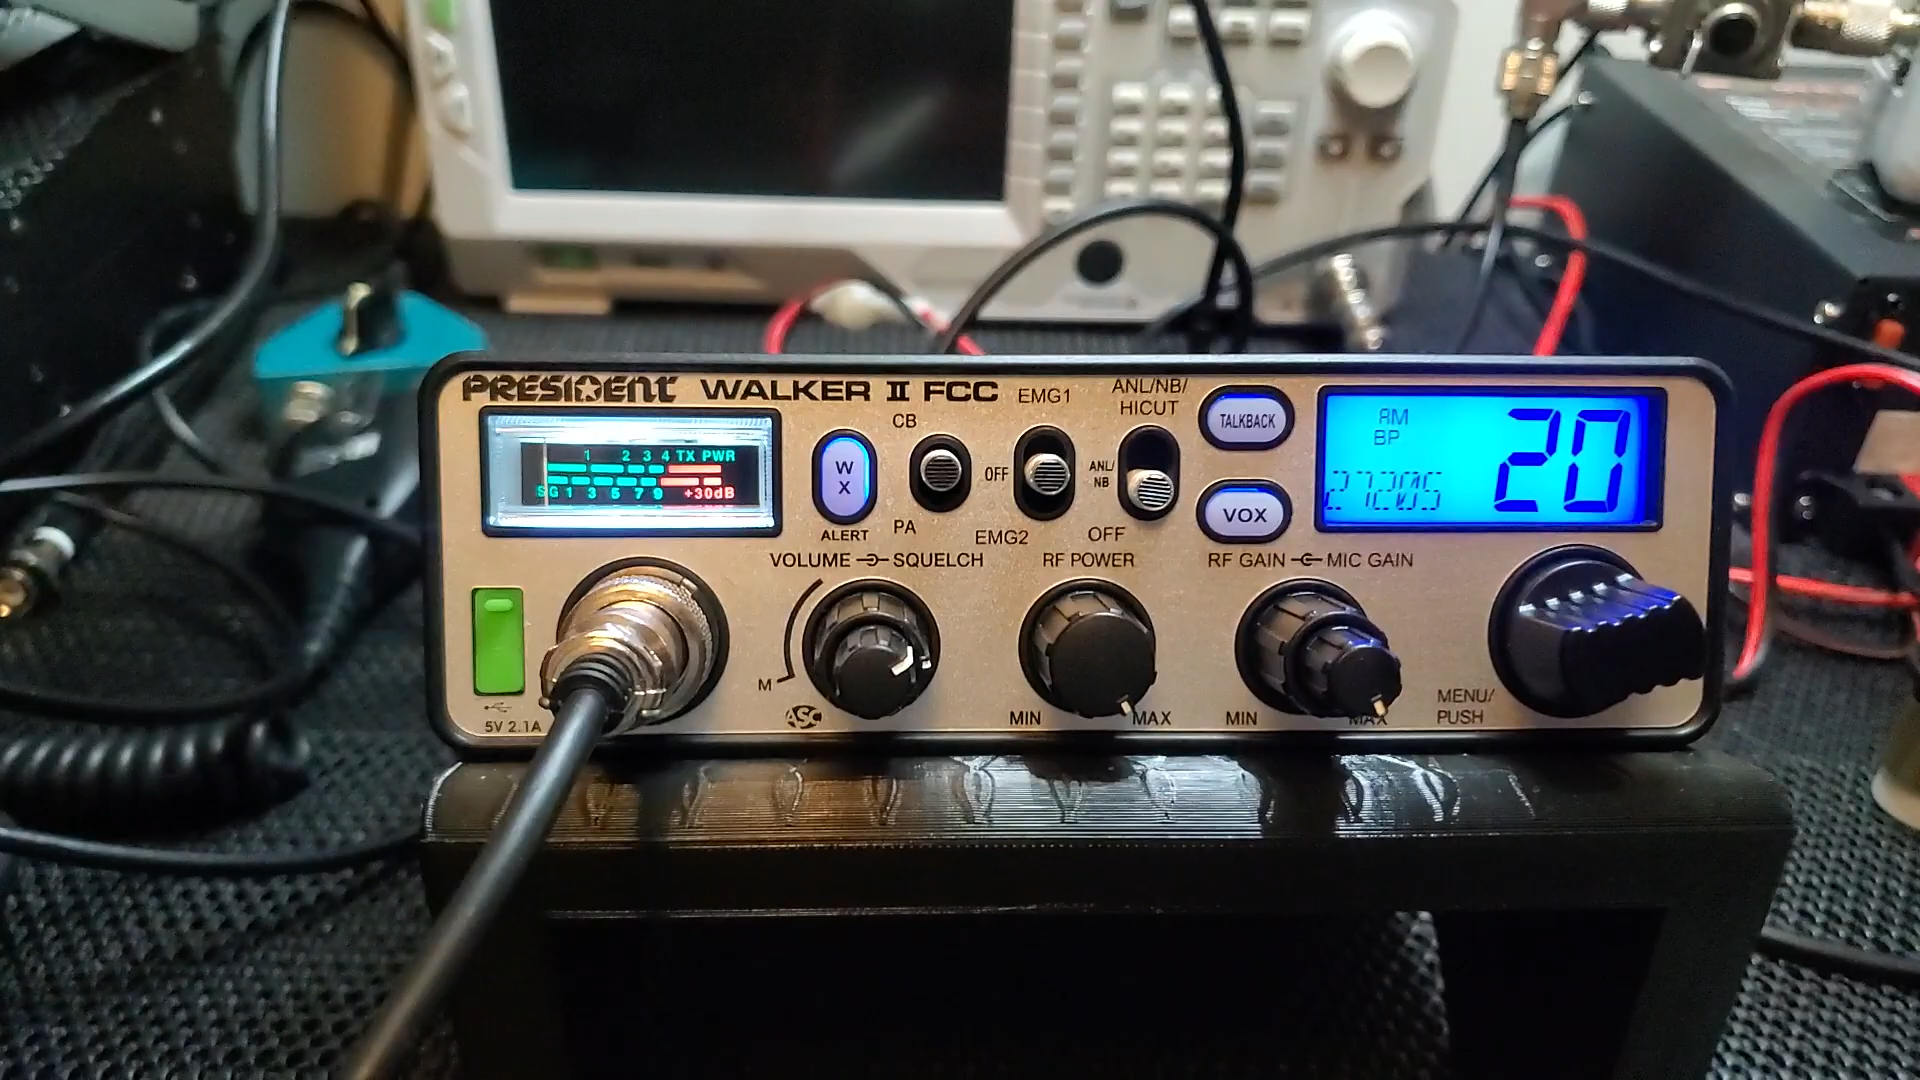 PRESIDENT WALKER II FCC
EMG1
ANL/NB/
HICUT
CB
TALKBACK
AM
BP
20
1 2 3 4 TX PWR
SG 1 3 5 7 9 +30dB
W
X
OFF
ANL/
NB
27.205
VOX
ALERT
PA
EMG2
OFF
VOLUME SQUELCH
RF POWER
RF GAIN MIC GAIN
M
ASC
MIN
MAX
MIN
MAX
MENU/
PUSH
5V 2.1A